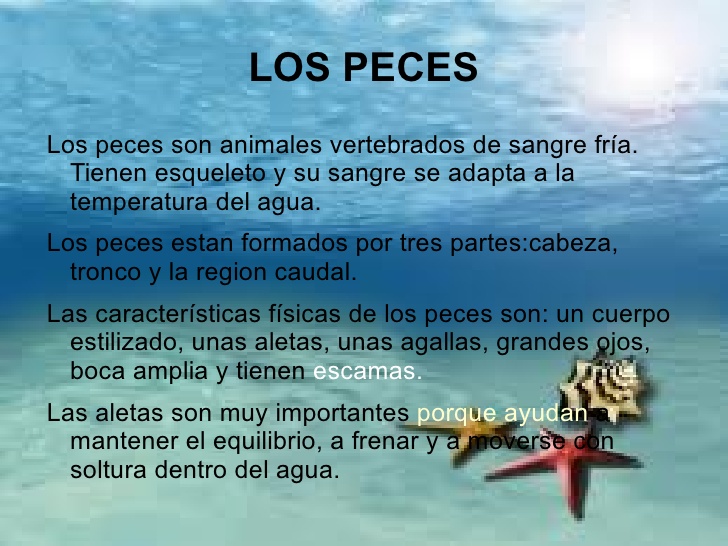 LOS PECES
Los peces son animales vertebrados de sangre fría.
Tienen esqueleto y su sangre se adapta a la
temperatura del agua.
Los peces estan formados por tres partes:cabeza,
tronco y la region caudal.
Las características físicas de los peces son: un cuerpo
estilizado, unas aletas, unas agallas, grandes ojos,
boca amplia y tienen escamas.
Las aletas son muy importantes porque ayudan a
mantener el equilibrio, a frenar y a moverse con
soltura dentro del agua.